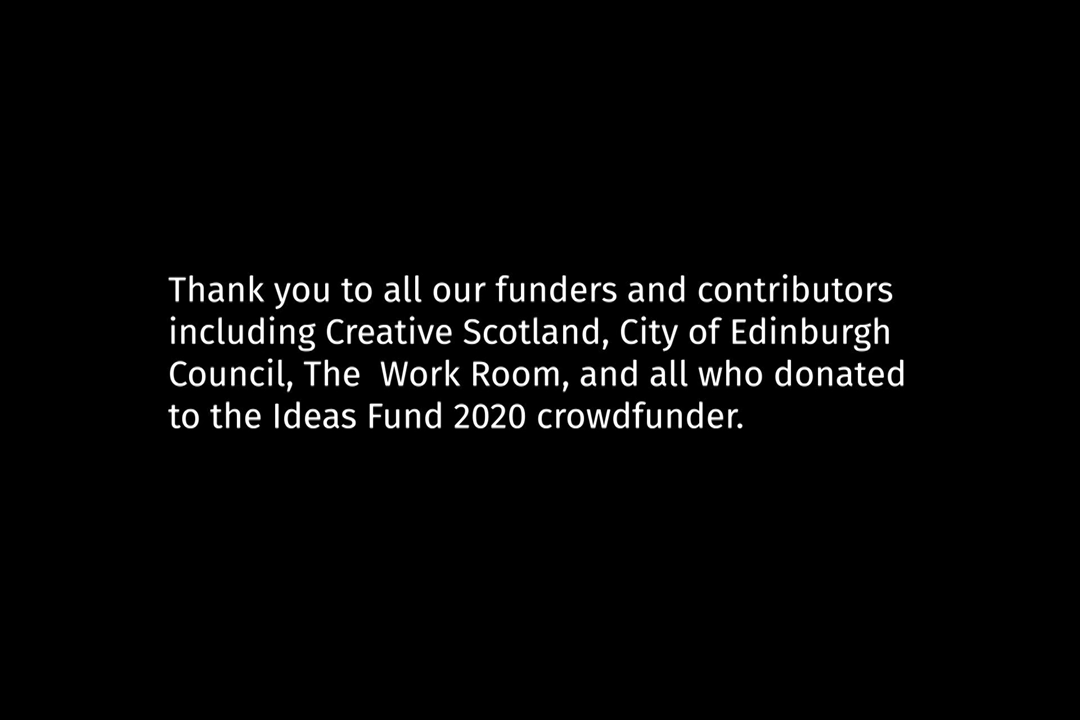 Thank you to all our funders and contributors
including Creative Scotland, City of Edinburgh
Council, The  Work Room, and all who donated
to the Ideas Fund 2020 crowdfunder.